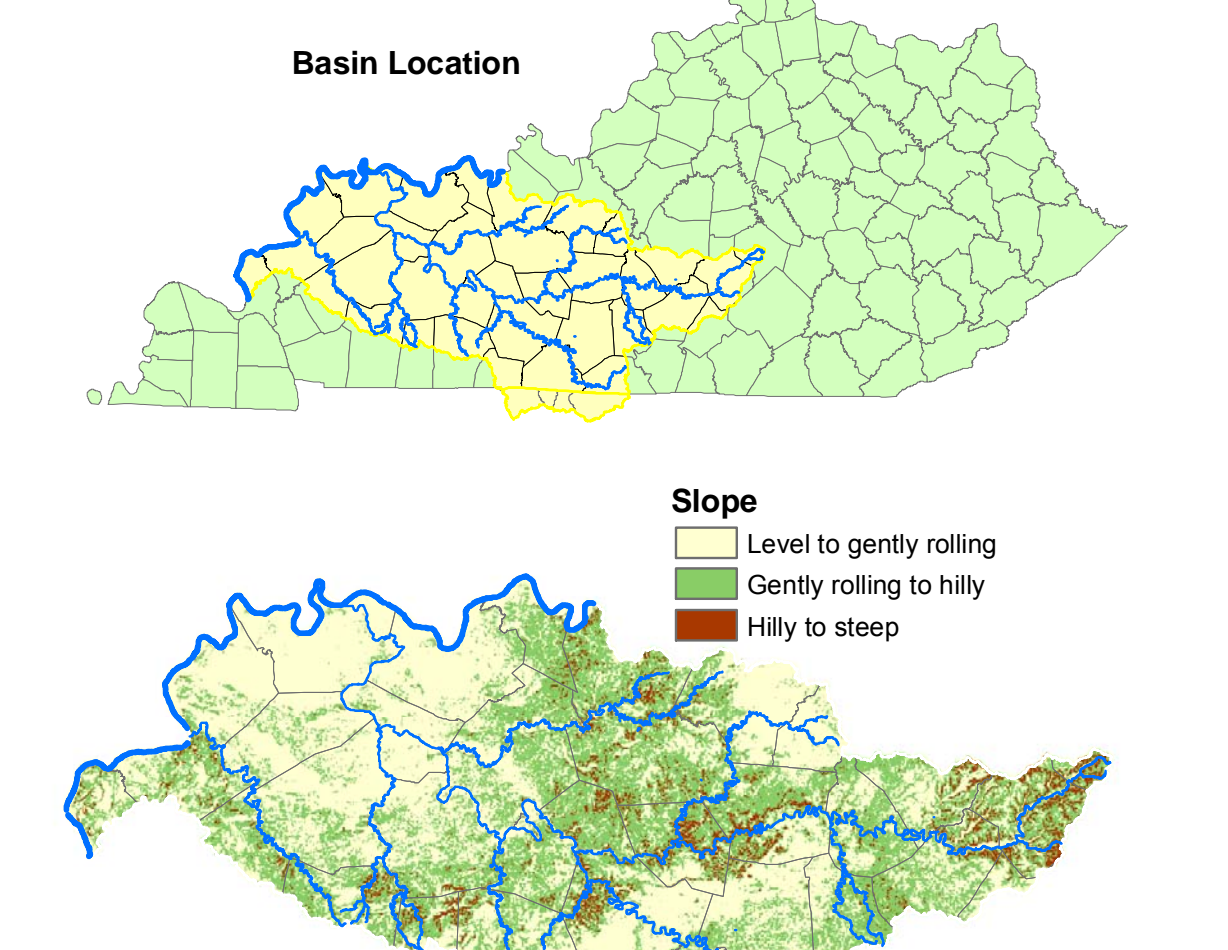 Basin Location
Slope
Level to gently rolling
Gently rolling to hilly
Hilly to steep